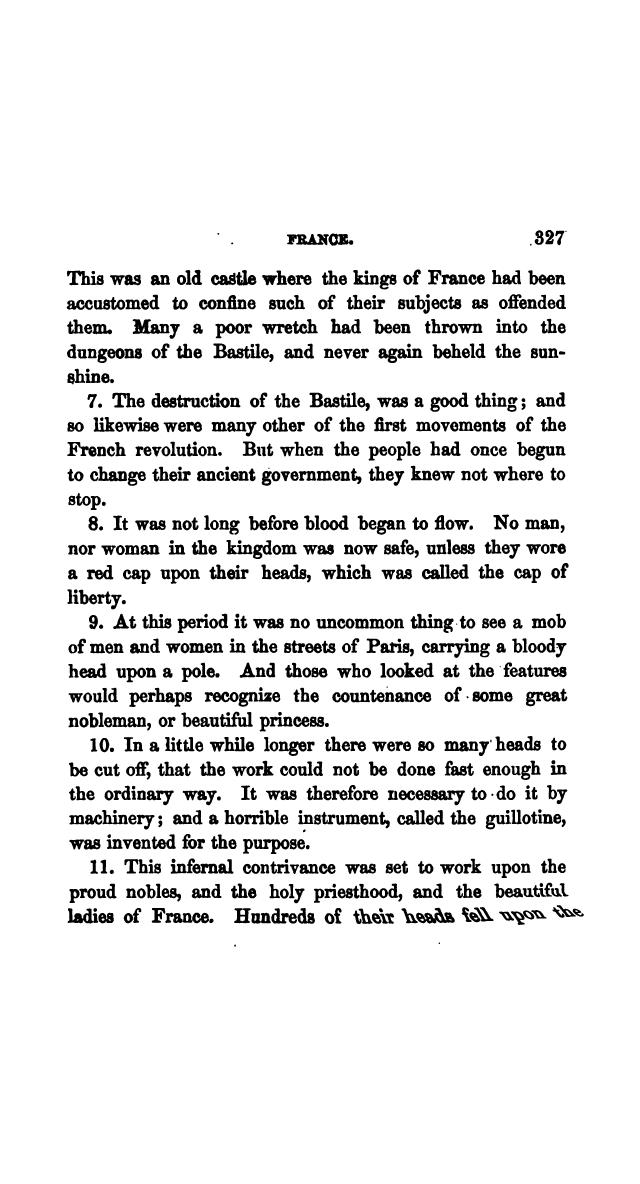 FRANCE. 327
This was an old castle where the kings of France had been
accustomed to confine such of their subjects as offended
them. Many a poor wretch had been thrown into the
dungeons of the Bastile, and never again beheld the sun-
shine.
7. The destruction of the Bastile, was a good thing; and
so likewise were many other of the first movements of the
French revolution. But when the people had once begun
to change their ancient government, they knew not where to
stop.
8. It was not long before blood began to flow. No man,
nor woman in the kingdom was now safe, unless they wore
a red cap upon their heads, which was called the cap of
liberty.
9. At this period it was no uncommon thing to see a mob
of men and women in the streets of Paris, carrying a bloody
head upon a pole. And those who looked at the features
would perhaps recognize the countenance of some great
nobleman, or beautiful princess.
10. In a little while longer there were so many heads to
be cut off, that the work could not be done fast enough in
the ordinary way. It was therefore necessary to do it by
machinery; and a horrible instrument, called the guillotine,
was invented for the purpose.
11. This infernal contrivance was set to work upon the
proud nobles, and the holy priesthood, and the beautiful
ladies of France. Hundreds of their heads fell upon the